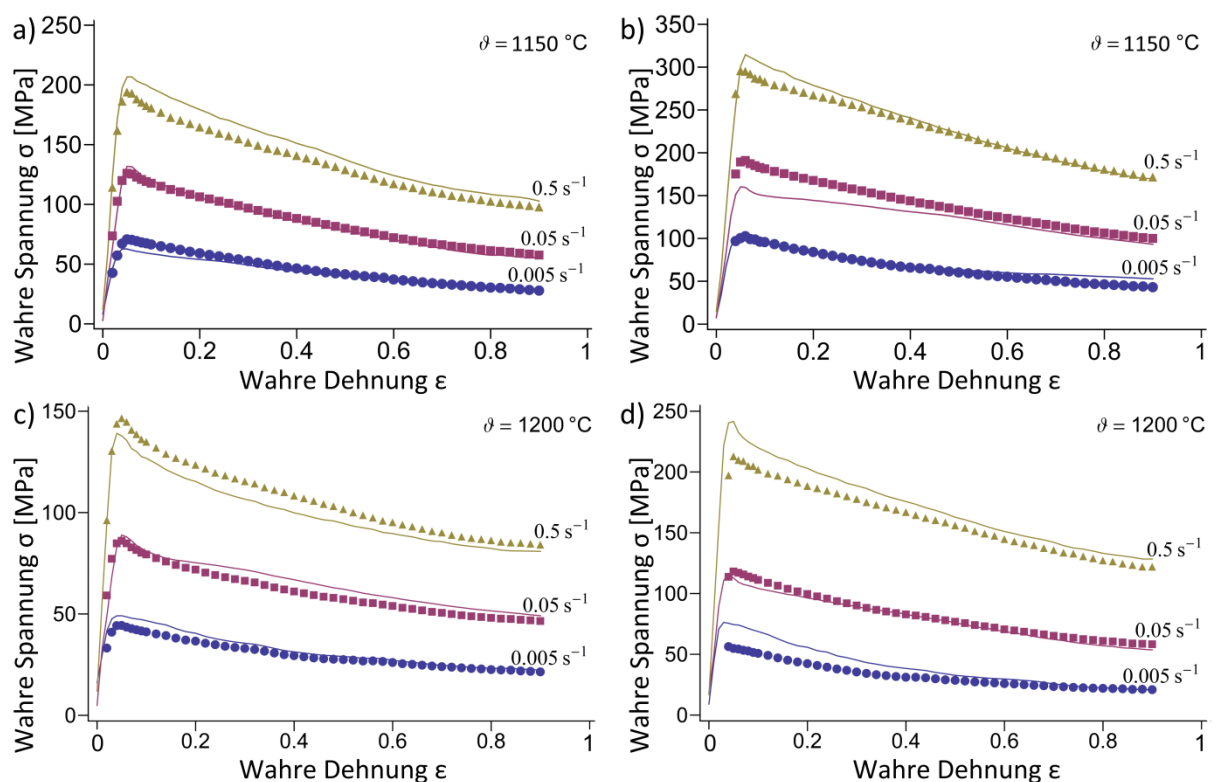 a)
ϑ = 1150 °C
Wahre Spannung σ [MPa]
250
200
150
100
50
0
0.5 s⁻¹
0.05 s⁻¹
0.005 s⁻¹
0 0.2 0.4 0.6 0.8 1
Wahre Dehnung ε
b)
ϑ = 1150 °C
Wahre Spannung σ [MPa]
350
300
250
200
150
100
50
0
0.5 s⁻¹
0.05 s⁻¹
0.005 s⁻¹
0 0.2 0.4 0.6 0.8 1
Wahre Dehnung ε
c)
ϑ = 1200 °C
Wahre Spannung σ [MPa]
150
100
50
0
0.5 s⁻¹
0.05 s⁻¹
0.005 s⁻¹
0 0.2 0.4 0.6 0.8 1
Wahre Dehnung ε
d)
ϑ = 1200 °C
Wahre Spannung σ [MPa]
250
200
150
100
50
0
0.5 s⁻¹
0.05 s⁻¹
0.005 s⁻¹
0 0.2 0.4 0.6 0.8 1
Wahre Dehnung ε